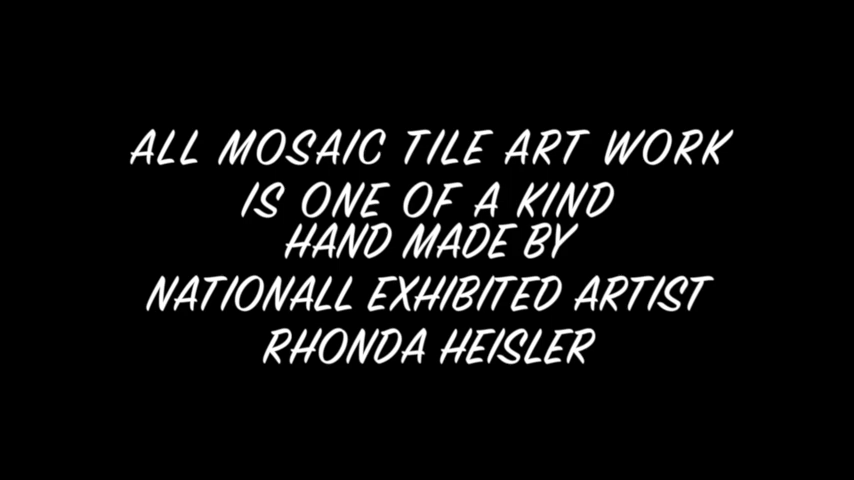 ALL MOSAIC TILE ART WORK
IS ONE OF A KIND
HAND MADE BY
NATIONALL EXHIBITED ARTIST
RHONDA HEISLER